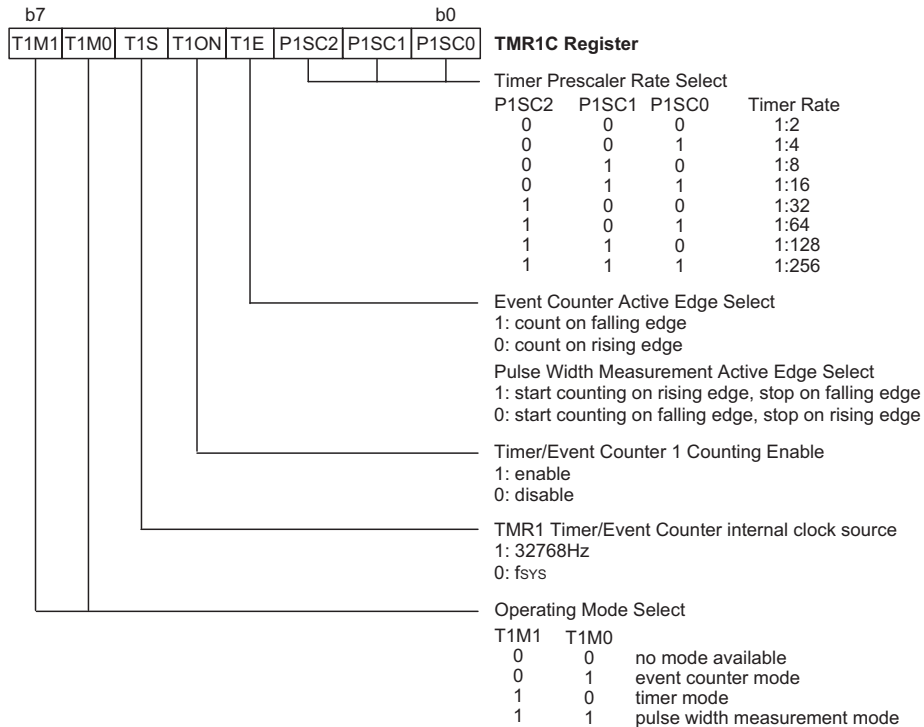 b7 b0
T1M1 T1M0 T1S T1ON T1E P1SC2 P1SC1 P1SC0 TMR1C Register
Timer Prescaler Rate Select
P1SC2 P1SC1 P1SC0 Timer Rate
0 0 0 1:2
0 0 1 1:4
0 1 0 1:8
0 1 1 1:16
1 0 0 1:32
1 0 1 1:64
1 1 0 1:128
1 1 1 1:256
Event Counter Active Edge Select
1: count on falling edge
0: count on rising edge
Pulse Width Measurement Active Edge Select
1: start counting on rising edge, stop on falling edge
0: start counting on falling edge, stop on rising edge
Timer/Event Counter 1 Counting Enable
1: enable
0: disable
TMR1 Timer/Event Counter internal clock source
1: 32768Hz
0: fSYS
Operating Mode Select
T1M1 T1M0
0 0 no mode available
0 1 event counter mode
1 0 timer mode
1 1 pulse width measurement mode